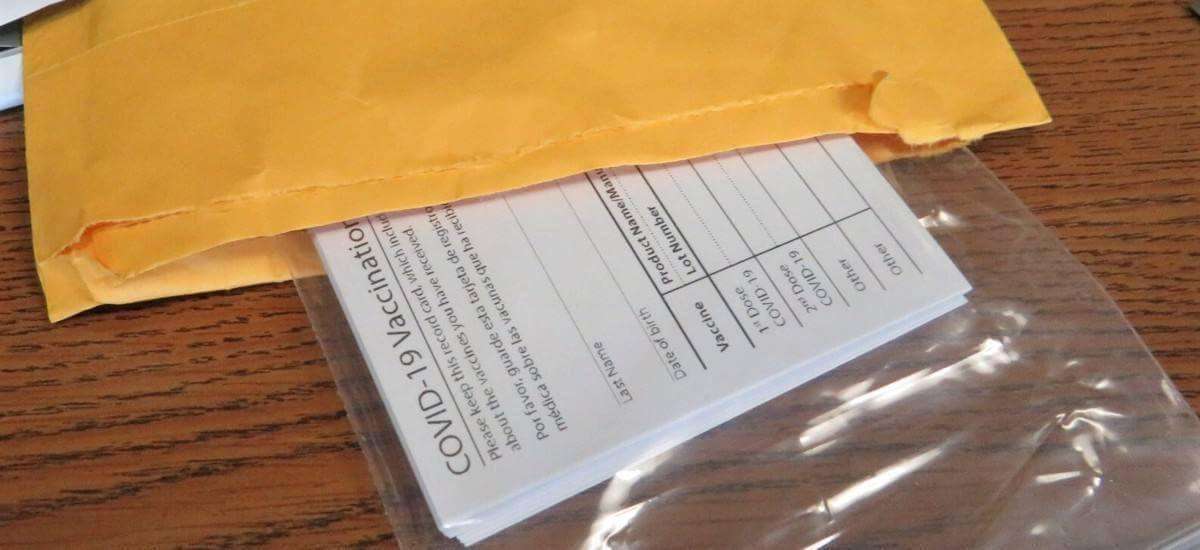 COVID-19 Vaccination
Please keep this record card, which inclu
about the vaccines you have received.
Por favor, guarde esta tarjeta de registro
médica sobre las vacunas que ha recibi
Last Name
Date of birth
Vaccine
Product Name/Manu
Lot Number
1st Dose
COVID-19
2nd Dose
COVID-19
Other
Other